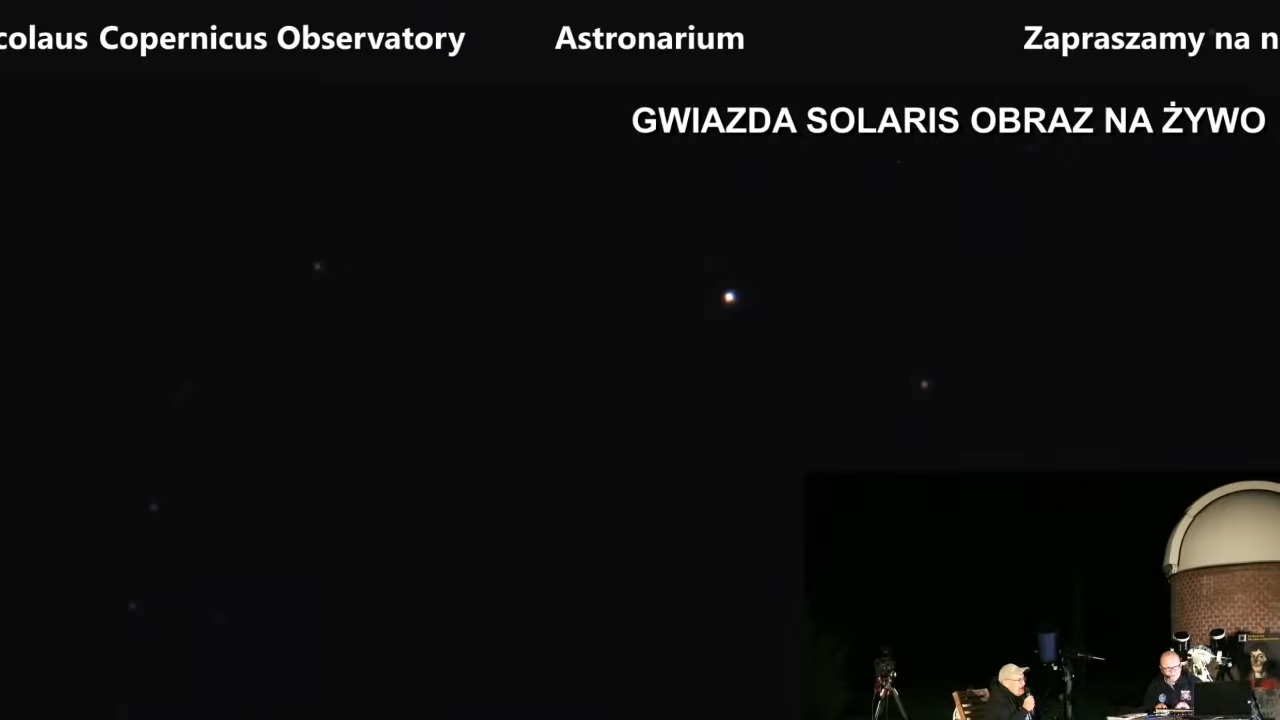 colaus Copernicus Observatory Astronarium Zapraszamy na n
GWIAZDA SOLARIS OBRAZ NA ŻYWO